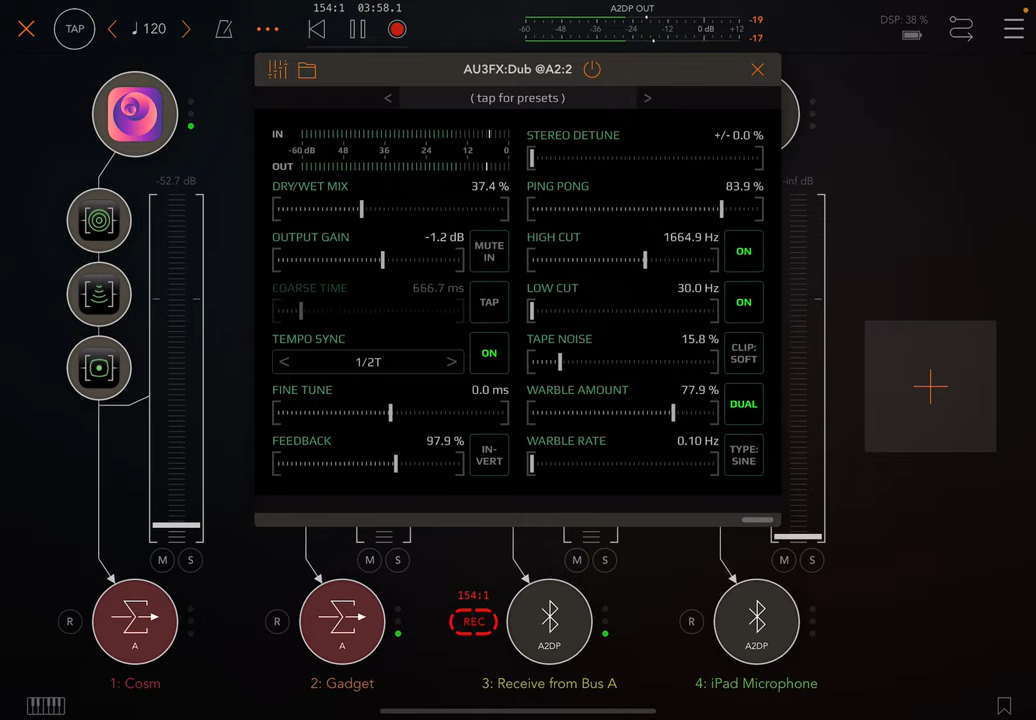 154:1 03:58.1
A2DP OUT
TAP
♩ 120
-60 -48 -36 -24 -12 0 dB +12
-19
-17
DSP: 38 %
AU3FX:Dub @A2:2
< ( tap for presets ) >
IN
-60 dB 48 36 24 12 0
OUT
DRY/WET MIX 37.4 %
OUTPUT GAIN -1.2 dB
MUTE
IN
COARSE TIME 666.7 ms
TAP
TEMPO SYNC
< 1/2T >
ON
FINE TUNE 0.0 ms
FEEDBACK 97.9 %
IN-
VERT
STEREO DETUNE +/- 0.0 %
PING PONG 83.9 %
HIGH CUT 1664.9 Hz
ON
LOW CUT 30.0 Hz
ON
TAPE NOISE 15.8 %
CLIP:
SOFT
WARBLE AMOUNT 77.9 %
DUAL
WARBLE RATE 0.10 Hz
TYPE:
SINE
-52.7 dB
-inf dB
M S
M S
M S
M S
154:1
R
R
REC
R
A
A
A2DP
A2DP
1: Cosm
2: Gadget
3: Receive from Bus A
4: iPad Microphone